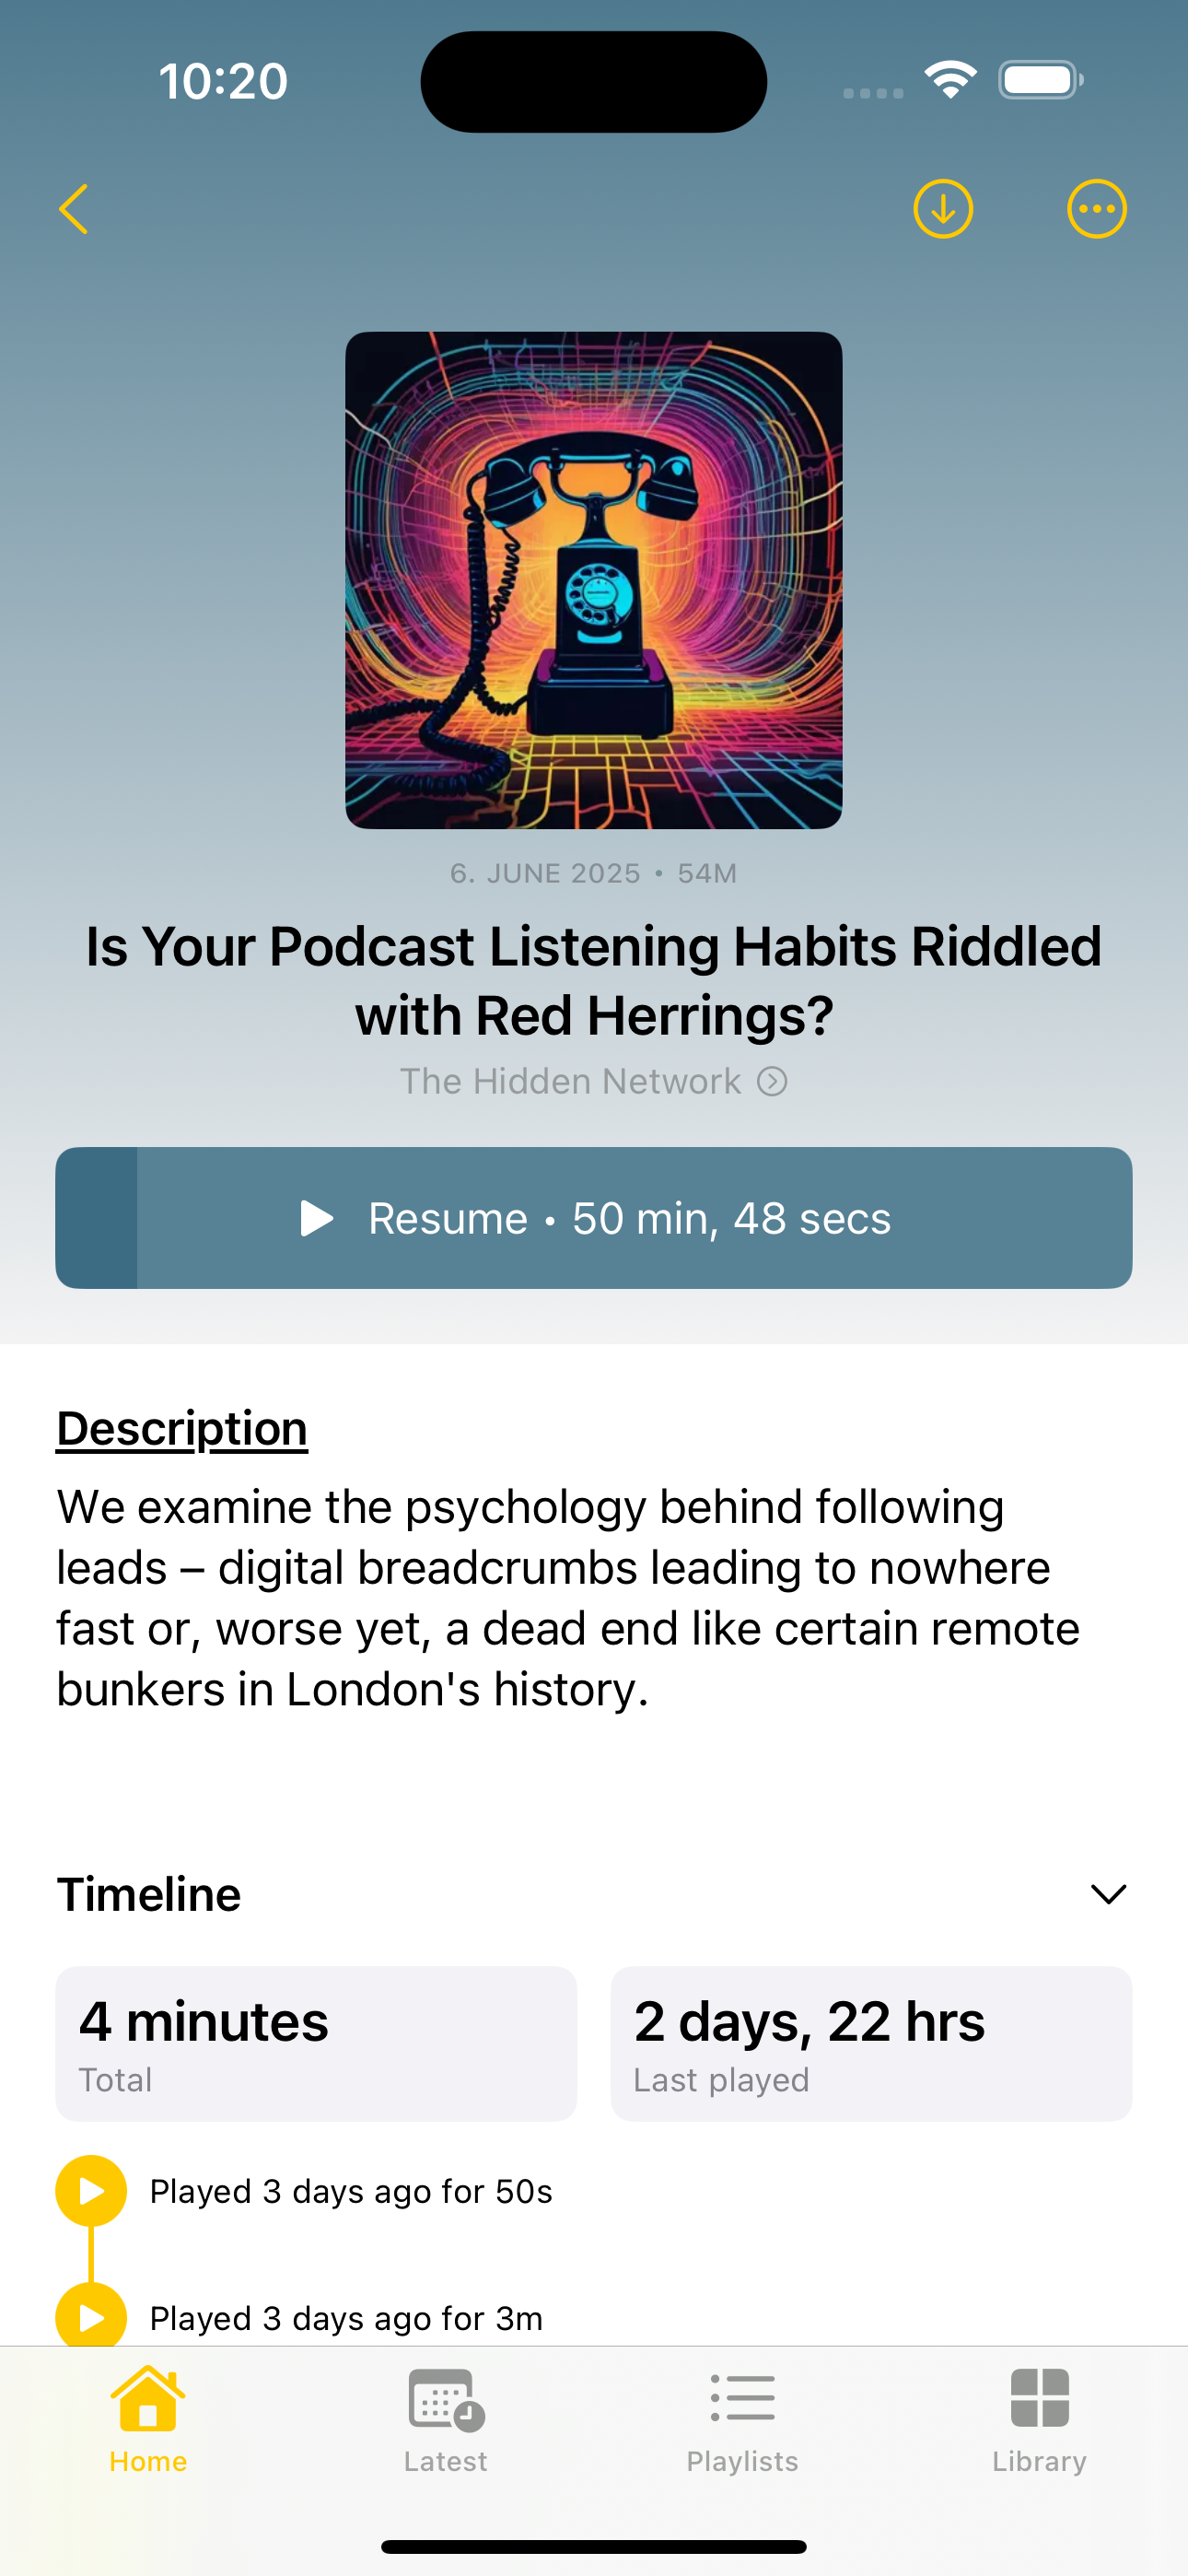 10:20
6. JUNE 2025 • 54M
Is Your Podcast Listening Habits Riddled
with Red Herrings?
The Hidden Network
Resume • 50 min, 48 secs
Description
We examine the psychology behind following
leads – digital breadcrumbs leading to nowhere
fast or, worse yet, a dead end like certain remote
bunkers in London's history.
Timeline
4 minutes
Total
2 days, 22 hrs
Last played
Played 3 days ago for 50s
Played 3 days ago for 3m
Home
Latest
Playlists
Library